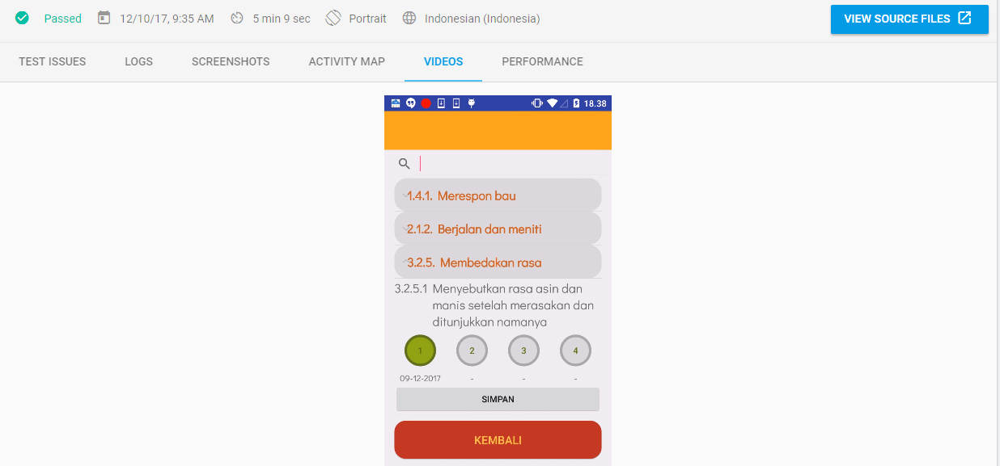 Passed 12/10/17, 9:35 AM 5 min 9 sec Portrait Indonesian (Indonesia) VIEW SOURCE FILES
TEST ISSUES LOGS SCREENSHOTS ACTIVITY MAP VIDEOS PERFORMANCE
18.38
1.4.1. Merespon bau
2.1.2. Berjalan dan meniti
3.2.5. Membedakan rasa
3.2.5.1 Menyebutkan rasa asin dan
manis setelah merasakan dan
ditunjukkan namanya
1 2 3 4
09-12-2017 - - -
SIMPAN
KEMBALI